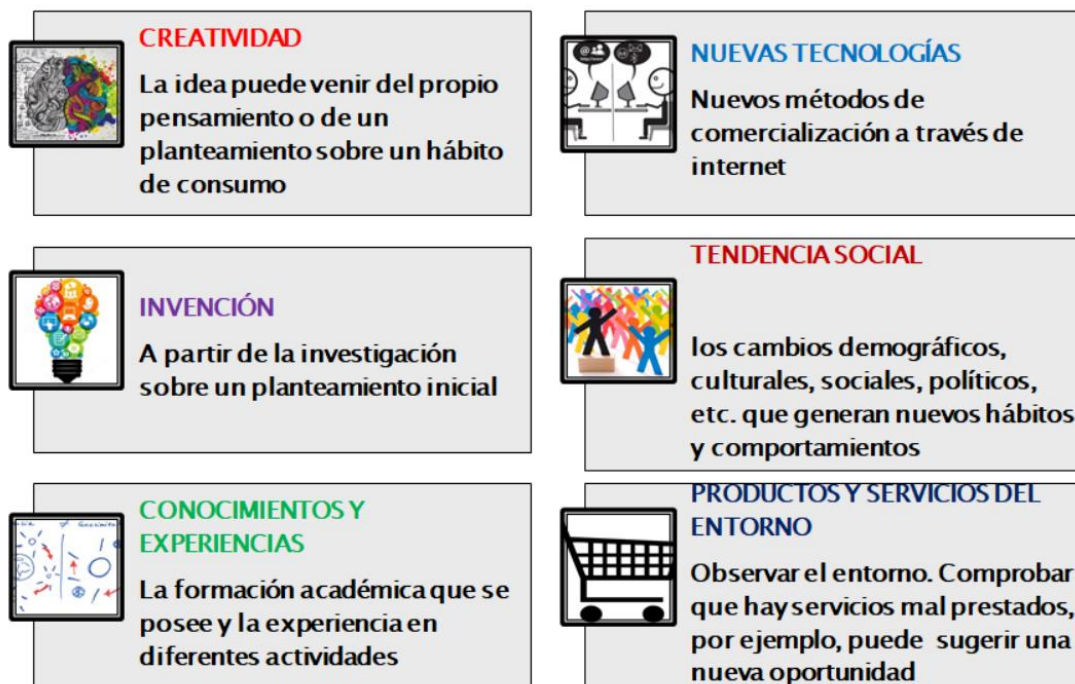 CREATIVIDAD
La idea puede venir del propio
pensamiento o de un
planteamiento sobre un hábito
de consumo
NUEVAS TECNOLOGÍAS
Nuevos métodos de
comercialización a través de
internet
INVENCIÓN
A partir de la investigación
sobre un planteamiento inicial
TENDENCIA SOCIAL
los cambios demográficos,
culturales, sociales, políticos,
etc. que generan nuevos hábitos
y comportamientos
CONOCIMIENTOS Y
EXPERIENCIAS
La formación académica que se
posee y la experiencia en
diferentes actividades
PRODUCTOS Y SERVICIOS DEL
ENTORNO
Observar el entorno. Comprobar
que hay servicios mal prestados,
por ejemplo, puede sugerir una
nueva oportunidad